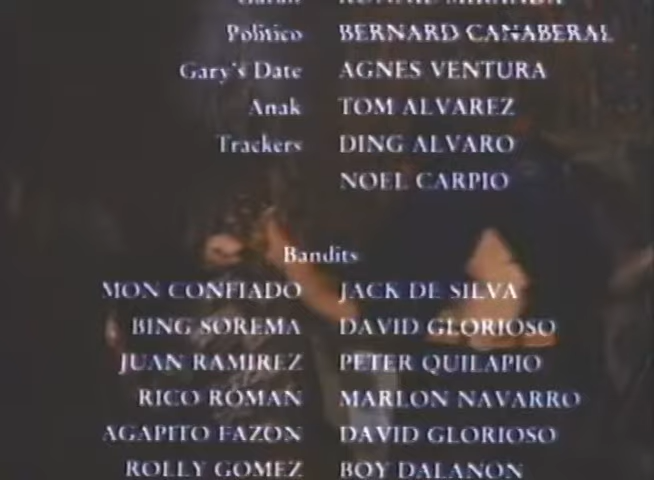 Politico BERNARD CANABERAL
Gary's Date AGNES VENTURA
Anak TOM ALVAREZ
Trackers DING ALVARO
NOEL CARPIO
Bandits
MON CONFIADO JACK DE SILVA
BING SOREMA DAVID GLORIOSO
JUAN RAMIREZ PETER QUILAPIO
RICO ROMAN MARLON NAVARRO
AGAPITO FAZON DAVID GLORIOSO
ROLLY GOMEZ BOY DALANON